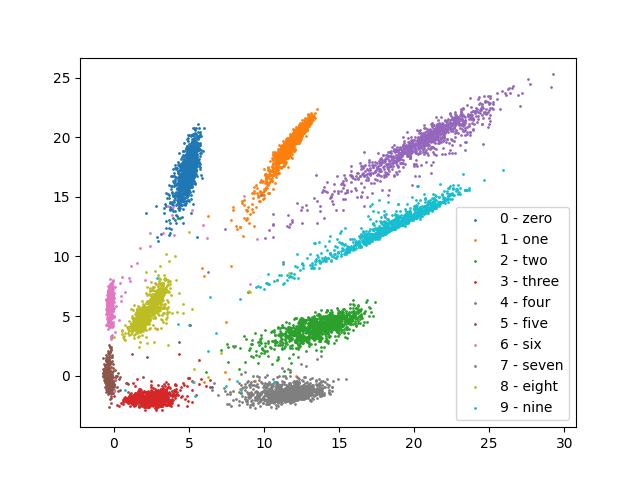 25
20
15
10
5
0
0 5 10 15 20 25 30
0 - zero
1 - one
2 - two
3 - three
4 - four
5 - five
6 - six
7 - seven
8 - eight
9 - nine